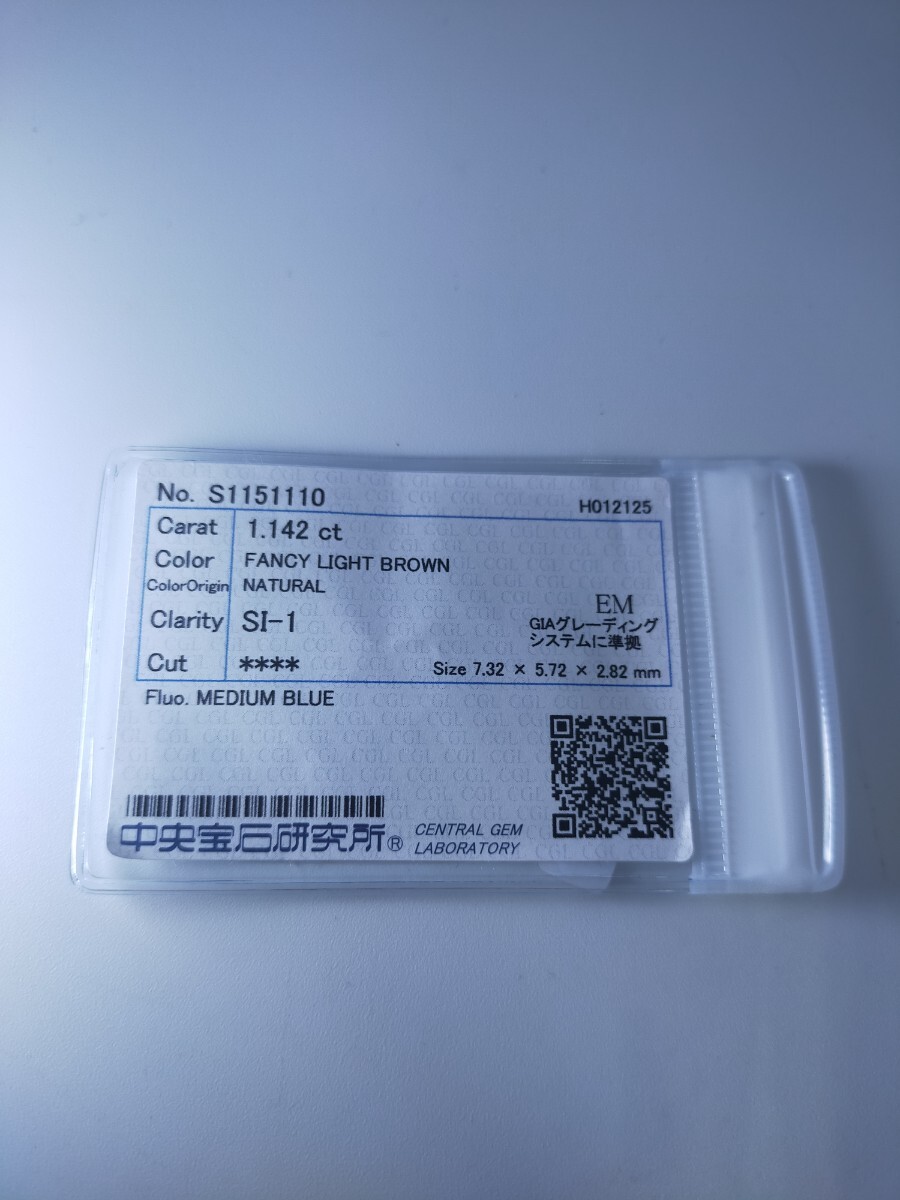 No. S1151110 H012125
Carat 1.142 ct
Color FANCY LIGHT BROWN
ColorOrigin NATURAL
Clarity SI-1
EM
GIAグレーディング
システムに準拠
Cut **** Size 7.32 × 5.72 × 2.82 mm
Fluo. MEDIUM BLUE
中央宝石研究所® CENTRAL GEM
LABORATORY